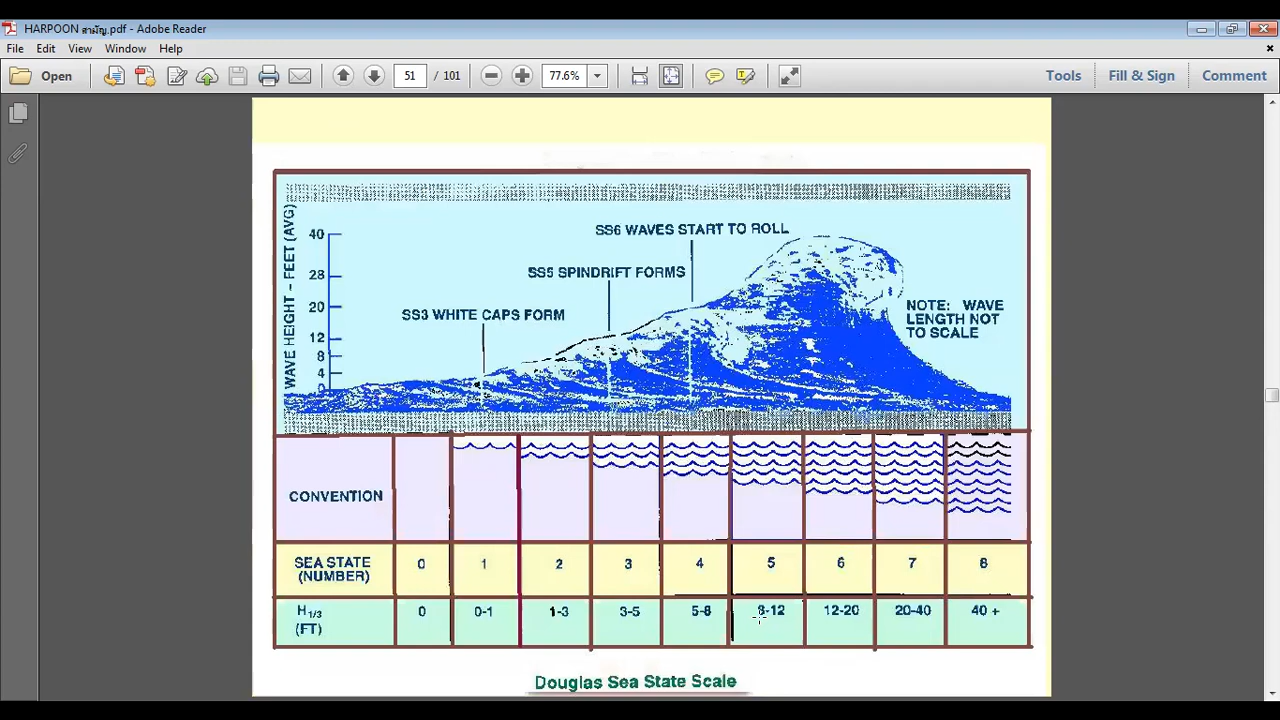 HARPOON สามัญ.pdf - Adobe Reader
File Edit View Window Help
Open 51 / 101 77.6% Tools Fill & Sign Comment
WAVE HEIGHT – FEET (AVG)
40
28
20
12
8
4
0
SS6 WAVES START TO ROLL
SS5 SPINDRIFT FORMS
SS3 WHITE CAPS FORM
NOTE: WAVE
LENGTH NOT
TO SCALE
CONVENTION
SEA STATE
(NUMBER) 0 1 2 3 4 5 6 7 8
H1/3
(FT) 0 0-1 1-3 3-5 5-8 8-12 12-20 20-40 40 +
Douglas Sea State Scale